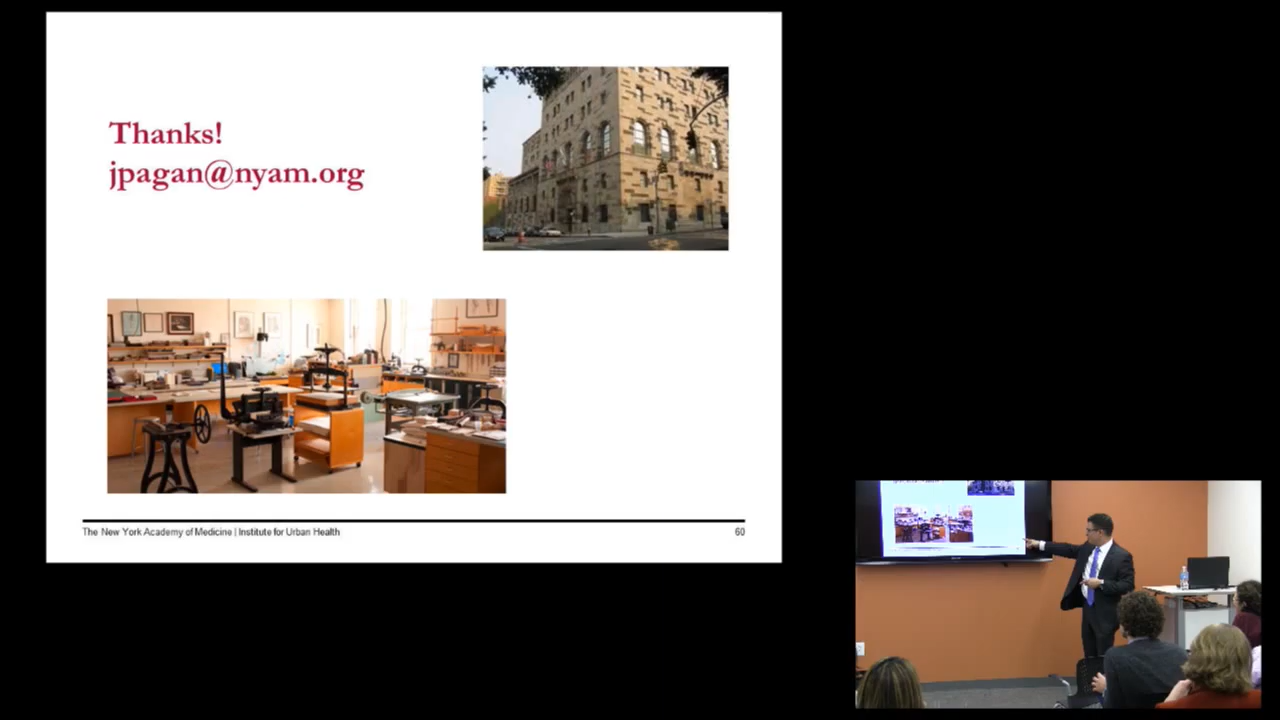 Thanks!
jpagan@nyam.org
The New York Academy of Medicine | Institute for Urban Health
60